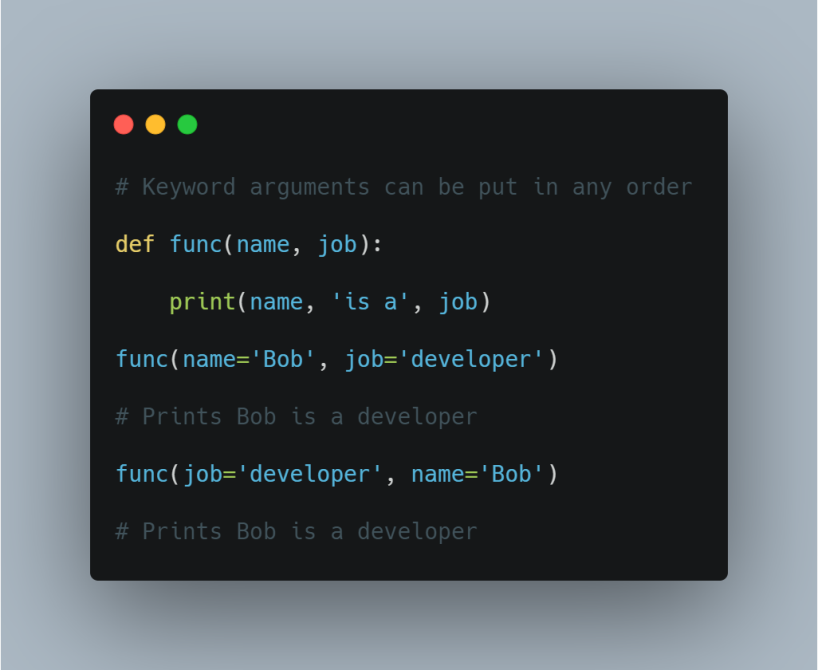 # Keyword arguments can be put in any order
def func(name, job):
    print(name, 'is a', job)
func(name='Bob', job='developer')
# Prints Bob is a developer
func(job='developer', name='Bob')
# Prints Bob is a developer